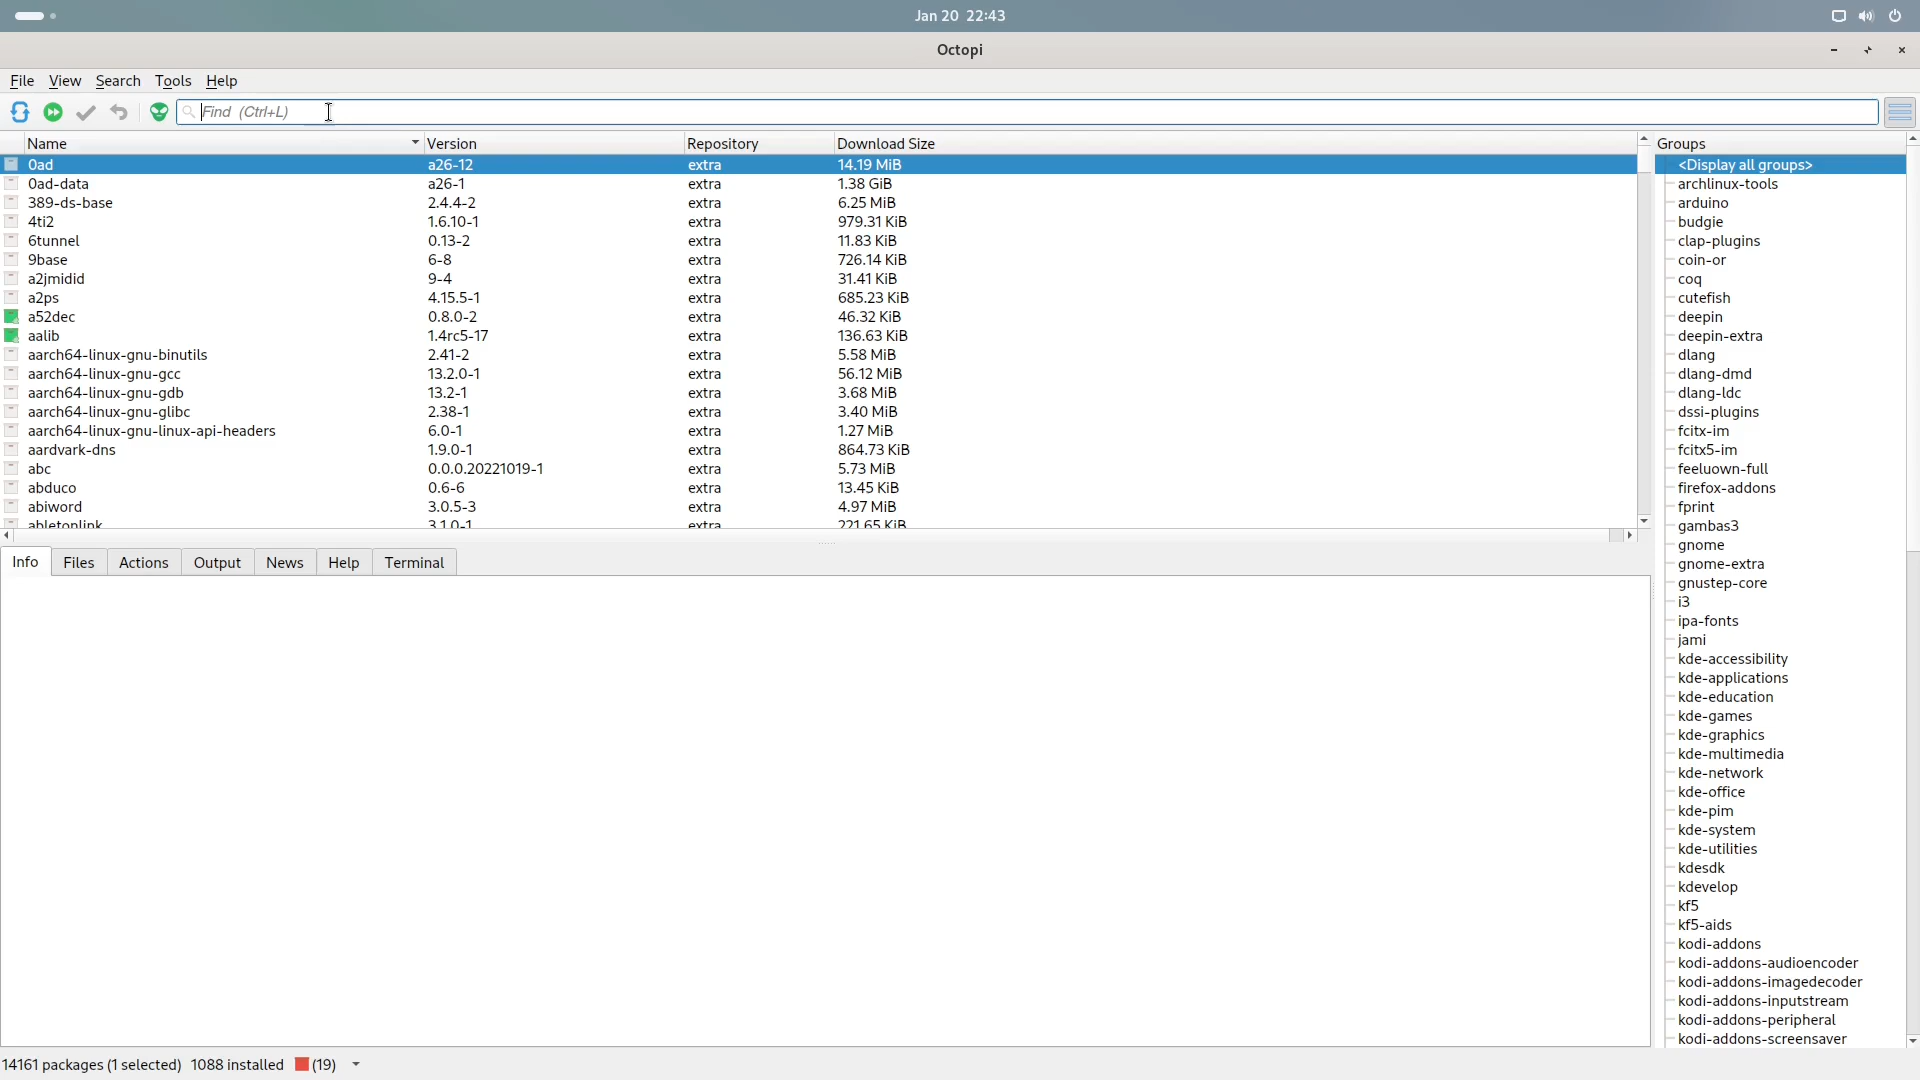 Jan 20 22:43
Octopi
File View Search Tools Help
Find (Ctrl+L)
Name Version Repository Download Size
0ad a26-12 extra 14.19 MiB
0ad-data a26-1 extra 1.38 GiB
389-ds-base 2.4.4-2 extra 6.25 MiB
4ti2 1.6.10-1 extra 979.31 KiB
6tunnel 0.13-2 extra 11.83 KiB
9base 6-8 extra 726.14 KiB
a2jmidid 9-4 extra 31.41 KiB
a2ps 4.15.5-1 extra 685.23 KiB
a52dec 0.8.0-2 extra 46.32 KiB
aalib 1.4rc5-17 extra 136.63 KiB
aarch64-linux-gnu-binutils 2.41-2 extra 5.58 MiB
aarch64-linux-gnu-gcc 13.2.0-1 extra 56.12 MiB
aarch64-linux-gnu-gdb 13.2-1 extra 3.68 MiB
aarch64-linux-gnu-glibc 2.38-1 extra 3.40 MiB
aarch64-linux-gnu-linux-api-headers 6.0-1 extra 1.27 MiB
aardvark-dns 1.9.0-1 extra 864.73 KiB
abc 0.0.0.20221019-1 extra 5.73 MiB
abduco 0.6-6 extra 13.45 KiB
abiword 3.0.5-3 extra 4.97 MiB
abletonlink 3.1.0-1 extra 221.65 KiB
Groups
<Display all groups>
archlinux-tools
arduino
budgie
clap-plugins
coin-or
coq
cutefish
deepin
deepin-extra
dlang
dlang-dmd
dlang-ldc
dssi-plugins
fcitx-im
fcitx5-im
feeluown-full
firefox-addons
fprint
gambas3
gnome
gnome-extra
gnustep-core
i3
ipa-fonts
jami
kde-accessibility
kde-applications
kde-education
kde-games
kde-graphics
kde-multimedia
kde-network
kde-office
kde-pim
kde-system
kde-utilities
kdesdk
kdevelop
kf5
kf5-aids
kodi-addons
kodi-addons-audioencoder
kodi-addons-imagedecoder
kodi-addons-inputstream
kodi-addons-peripheral
kodi-addons-screensaver
Info Files Actions Output News Help Terminal
14161 packages (1 selected) 1088 installed (19)